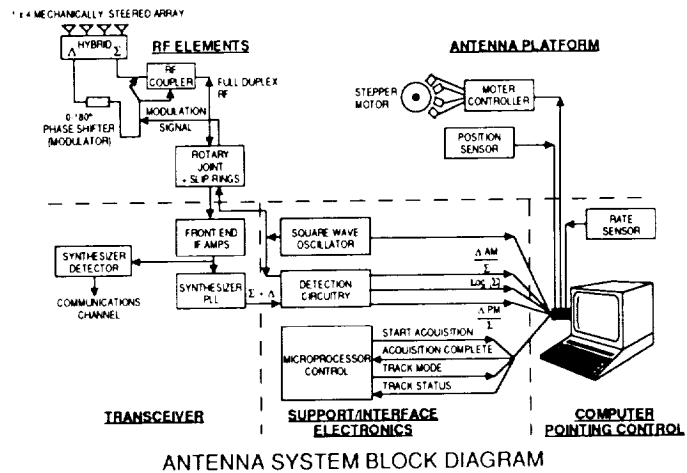 1 x 4 MECHANICALLY STEERED ARRAY
HYBRID
Δ Σ
RF ELEMENTS
RF
COUPLER
FULL DUPLEX
RF
MODULATION
SIGNAL
0-180°
PHASE SHIFTER
(MODULATOR)
ROTARY
JOINT
+ SLIP RINGS
ANTENNA PLATFORM
STEPPER
MOTOR
MOTER
CONTROLLER
POSITION
SENSOR
RATE
SENSOR
FRONT END
IF AMPS
SYNTHESIZER
DETECTOR
SYNTHESIZER
PLL
COMMUNICATIONS
CHANNEL
Σ + Δ
SQUARE WAVE
OSCILLATOR
DETECTION
CIRCUITRY
Δ AM
Σ
LOG |Σ|
Δ PM
Σ
MICROPROCESSOR
CONTROL
START ACQUISITION
ACQUISITION COMPLETE
TRACK MODE
TRACK STATUS
TRANSCEIVER
SUPPORT/INTERFACE
ELECTRONICS
COMPUTER
POINTING CONTROL
ANTENNA SYSTEM BLOCK DIAGRAM